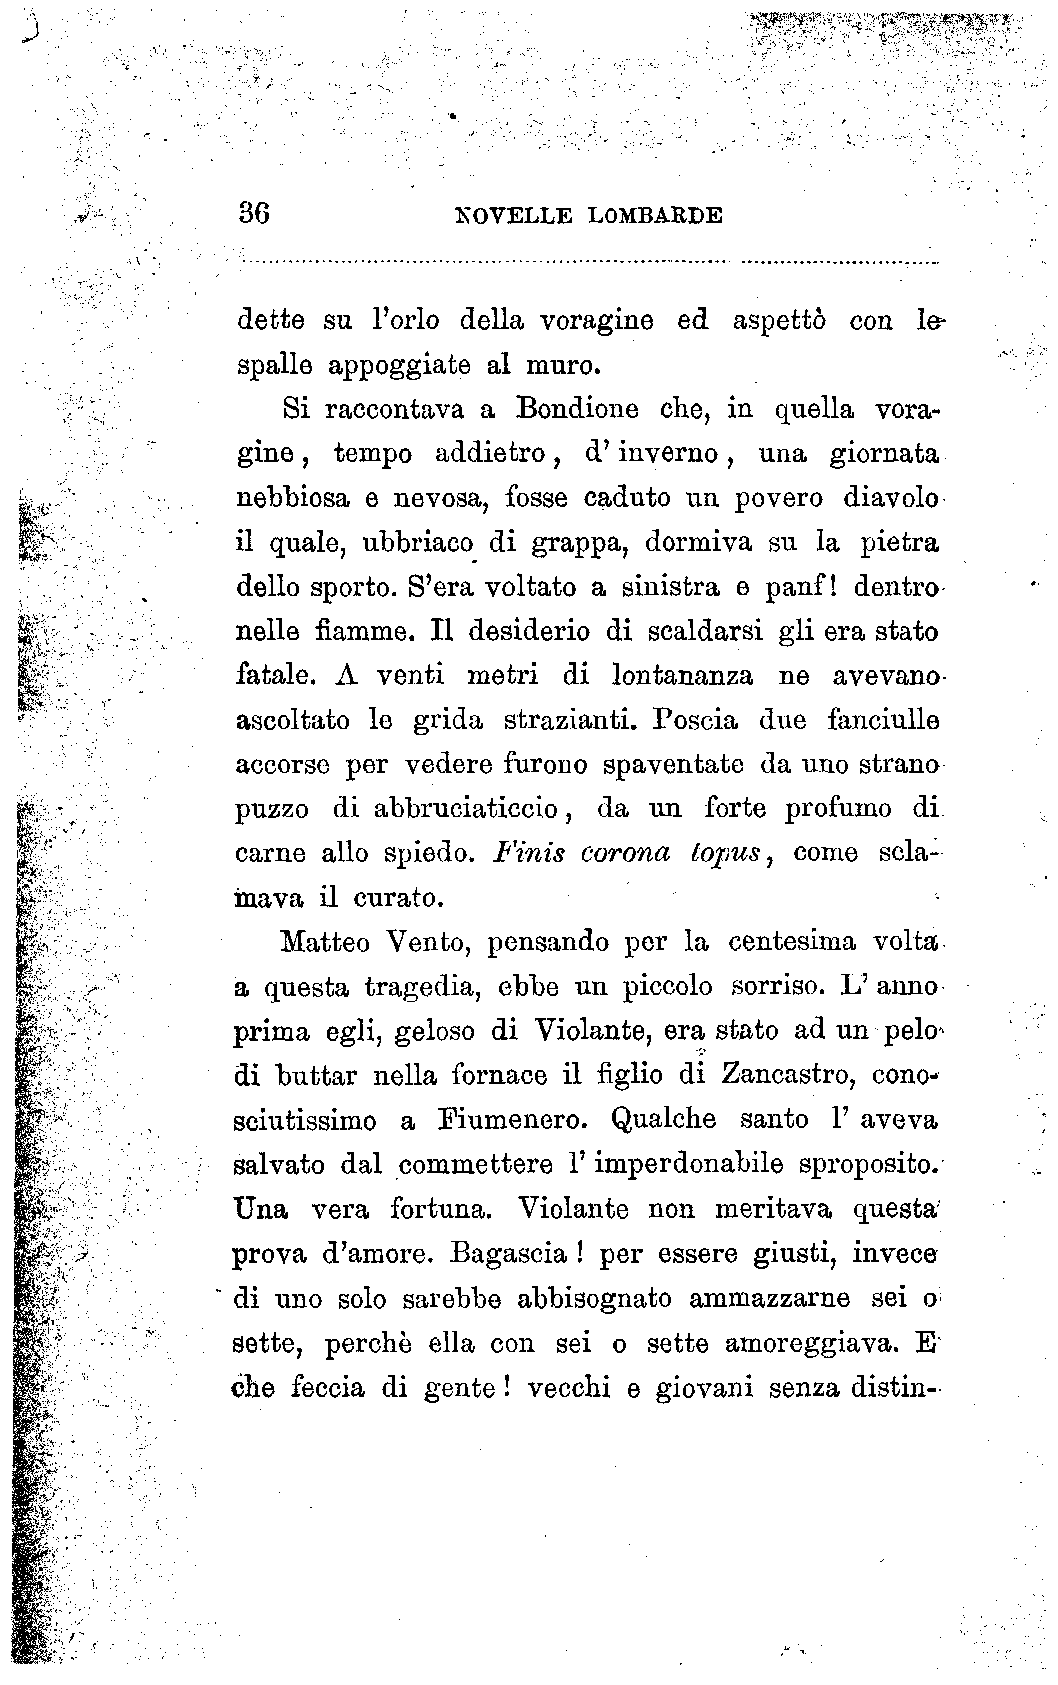 36 NOVELLE LOMBARDE
dette su l'orlo della voragine ed aspettò con le
spalle appoggiate al muro.
Si raccontava a Bondione che, in quella vora-
gine, tempo addietro, d'inverno, una giornata
nebbiosa e nevosa, fosse caduto un povero diavolo
il quale, ubbriaco di grappa, dormiva su la pietra
dello sporto. S'era voltato a sinistra e panf! dentro
nelle fiamme. Il desiderio di scaldarsi gli era stato
fatale. A venti metri di lontananza ne avevano
ascoltato le grida strazianti. Poscia due fanciulle
accorse per vedere furono spaventate da uno strano
puzzo di abbruciaticcio, da un forte profumo di
carne allo spiedo. Finis corona lopus, come scla-
mava il curato.
Matteo Vento, pensando per la centesima volta
a questa tragedia, ebbe un piccolo sorriso. L'anno
prima egli, geloso di Violante, era stato ad un pelo
di buttar nella fornace il figlio di Zancastro, cono-
sciutissimo a Fiumenero. Qualche santo l'aveva
salvato dal commettere l'imperdonabile sproposito.
Una vera fortuna. Violante non meritava questa
prova d'amore. Bagascia! per essere giusti, invece
di uno solo sarebbe abbisognato ammazzarne sei o
sette, perchè ella con sei o sette amoreggiava. E
che feccia di gente! vecchi e giovani senza distin-